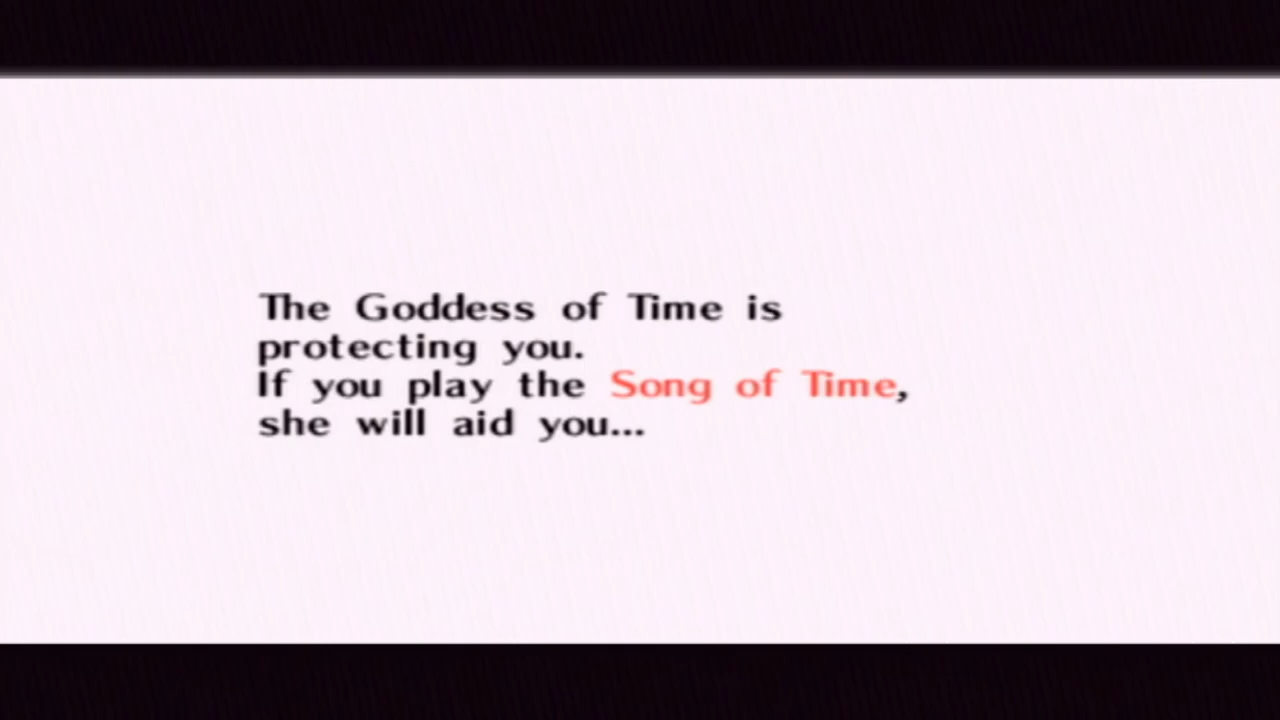 The Goddess of Time is
protecting you.
If you play the Song of Time,
she will aid you...